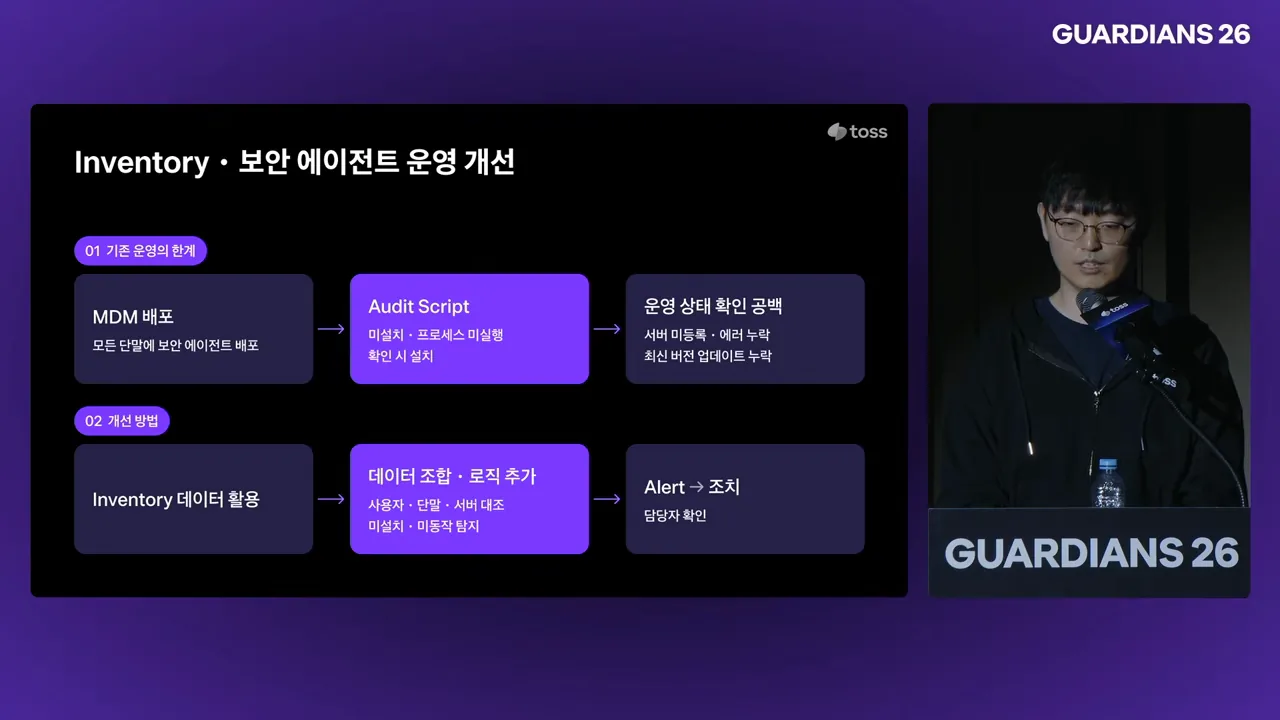 GUARDIANS 26
toss
Inventory · 보안 에이전트 운영 개선
01 기존 운영의 한계
MDM 배포
모든 단말에 보안 에이전트 배포
Audit Script
미설치 · 프로세스 미실행
확인 시 설치
운영 상태 확인 공백
서버 미등록 · 에러 누락
최신 버전 업데이트 누락
02 개선 방법
Inventory 데이터 활용
데이터 조합 · 로직 추가
사용자 · 단말 · 서버 대조
미설치 · 미동작 탐지
Alert → 조치
담당자 확인
toss
toss
GUARDIANS 26